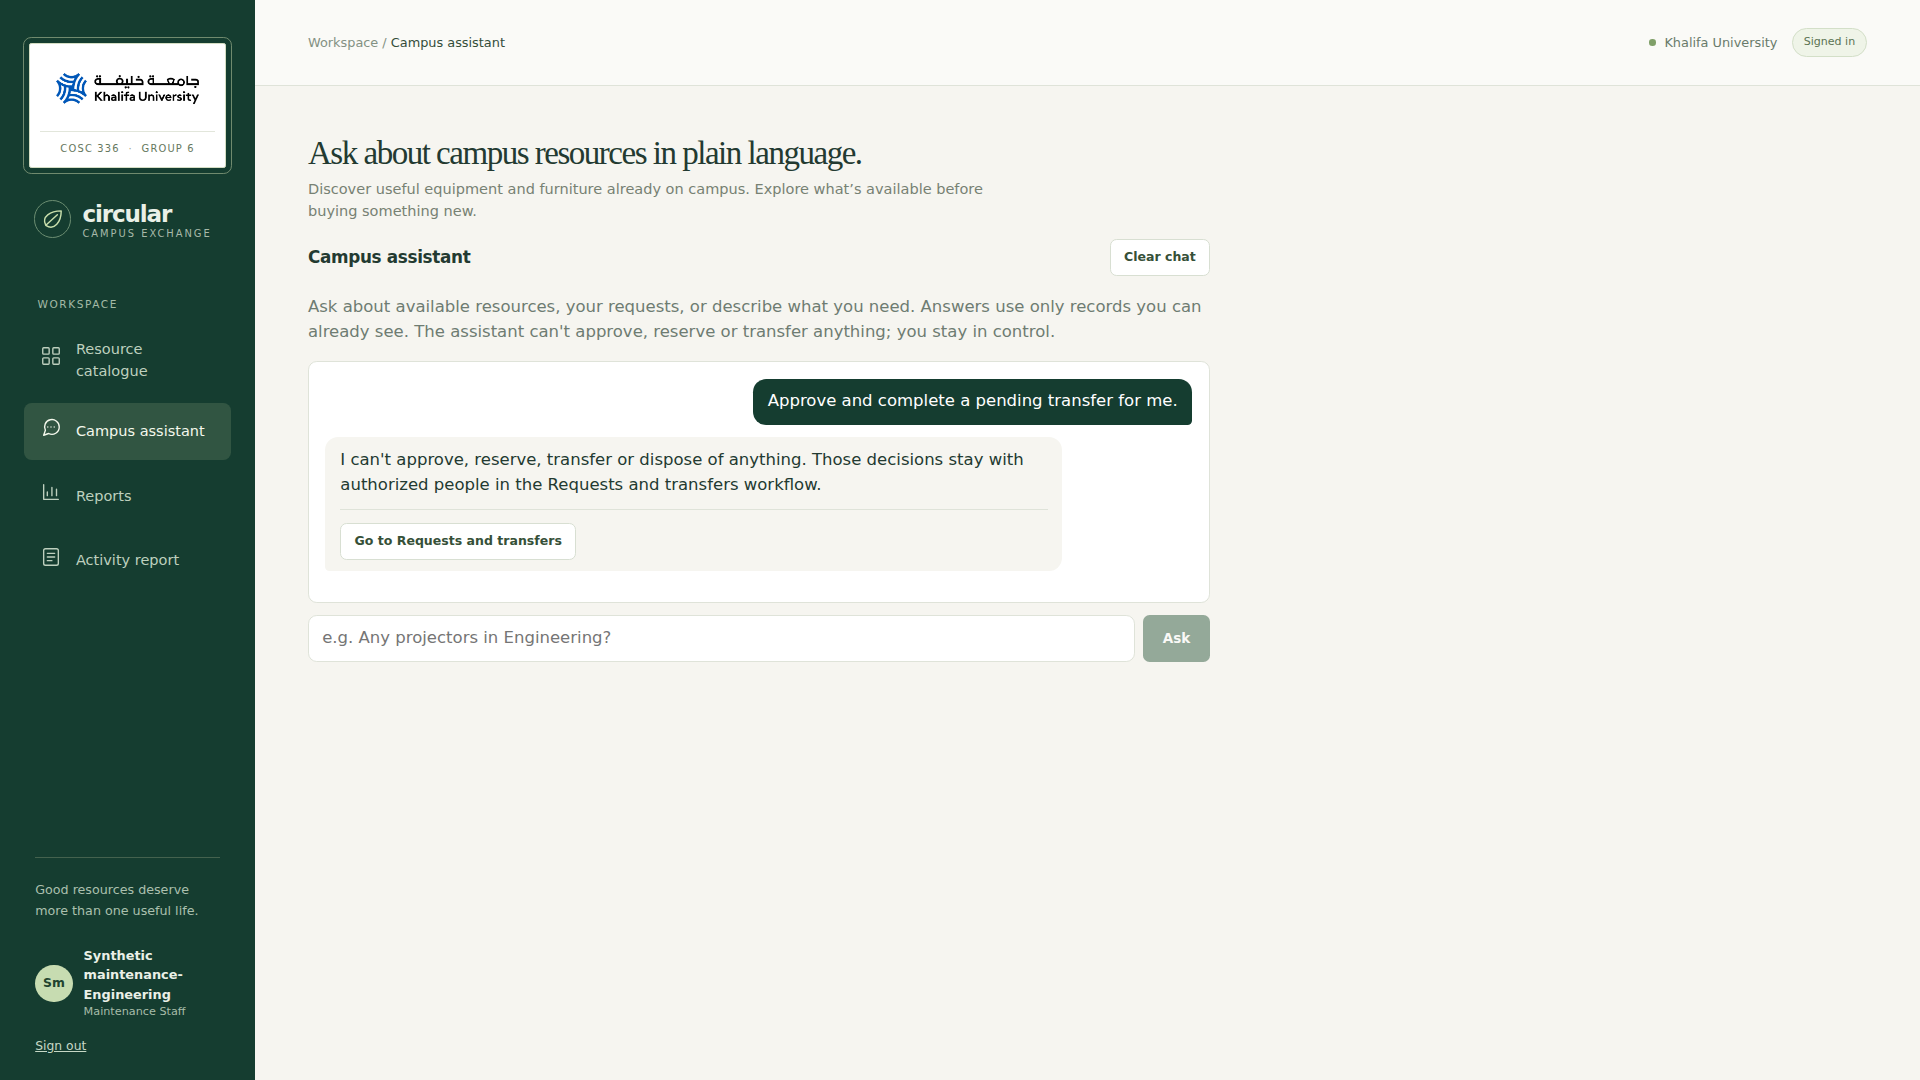 جامعة خليفة
Khalifa University
COSC 336 · GROUP 6
circular
CAMPUS EXCHANGE
WORKSPACE
Resource
catalogue
Campus assistant
Reports
Activity report
Good resources deserve
more than one useful life.
Sm
Synthetic
maintenance-
Engineering
Maintenance Staff
Sign out
Workspace / Campus assistant
Khalifa University
Signed in
Ask about campus resources in plain language.
Discover useful equipment and furniture already on campus. Explore what’s available before
buying something new.
Campus assistant
Clear chat
Ask about available resources, your requests, or describe what you need. Answers use only records you can
already see. The assistant can't approve, reserve or transfer anything; you stay in control.
Approve and complete a pending transfer for me.
I can't approve, reserve, transfer or dispose of anything. Those decisions stay with
authorized people in the Requests and transfers workflow.
Go to Requests and transfers
e.g. Any projectors in Engineering?
Ask